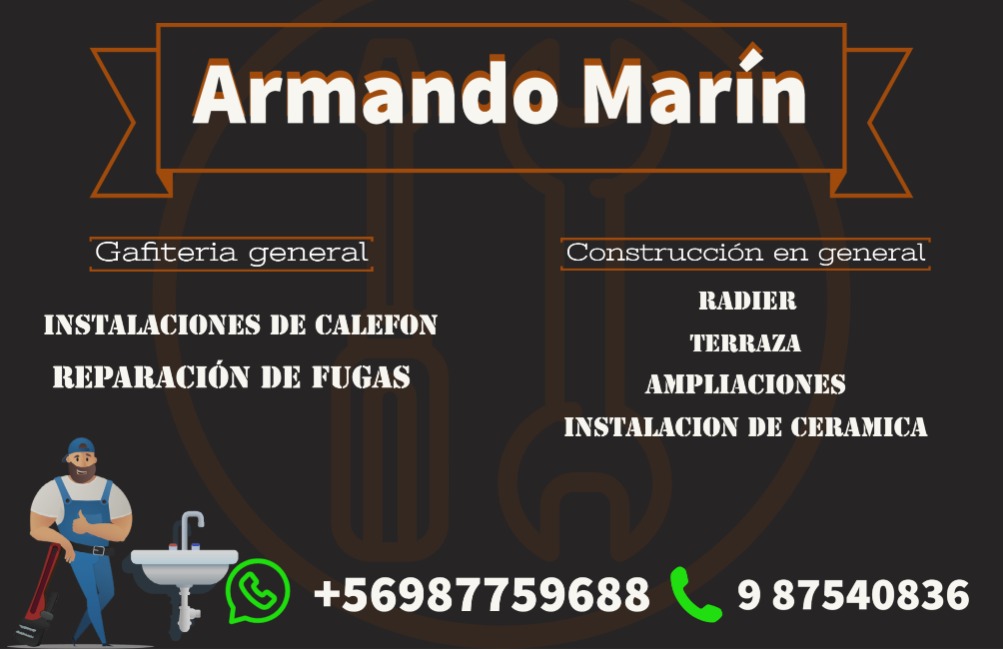 Armando Marín
Gafiteria general
INSTALACIONES DE CALEFON
REPARACIÓN DE FUGAS
Construcción en general
RADIER
TERRAZA
AMPLIACIONES
INSTALACION DE CERAMICA
+56987759688
9 87540836